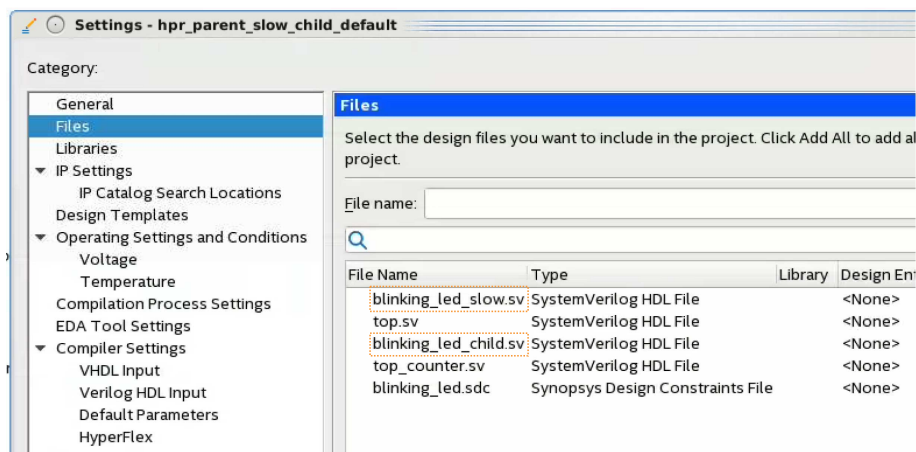 Settings - hpr_parent_slow_child_default
Category:
General
Files
Libraries
IP Settings
IP Catalog Search Locations
Design Templates
Operating Settings and Conditions
Voltage
Temperature
Compilation Process Settings
EDA Tool Settings
Compiler Settings
VHDL Input
Verilog HDL Input
Default Parameters
HyperFlex
Files
Select the design files you want to include in the project. Click Add All to add
project.
File name:
File Name Type Library Design
blinking_led_slow.sv SystemVerilog HDL File <None>
top.sv SystemVerilog HDL File <None>
blinking_led_child.sv SystemVerilog HDL File <None>
top_counter.sv SystemVerilog HDL File <None>
blinking_led.sdc Synopsys Design Constraints File <None>